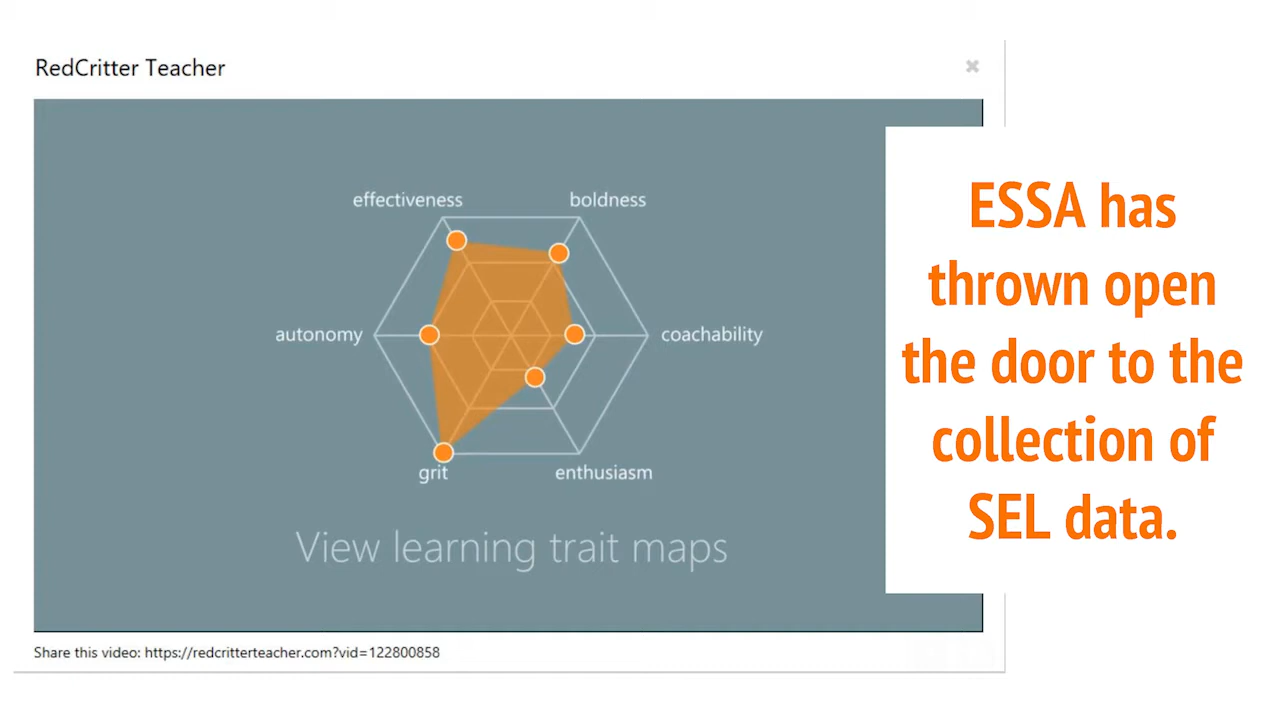 RedCritter Teacher
effectiveness
boldness
autonomy
coachability
grit
enthusiasm
View learning trait maps
Share this video: https://redcritterteacher.com?vid=122800858
ESSA has
thrown open
the door to the
collection of
SEL data.